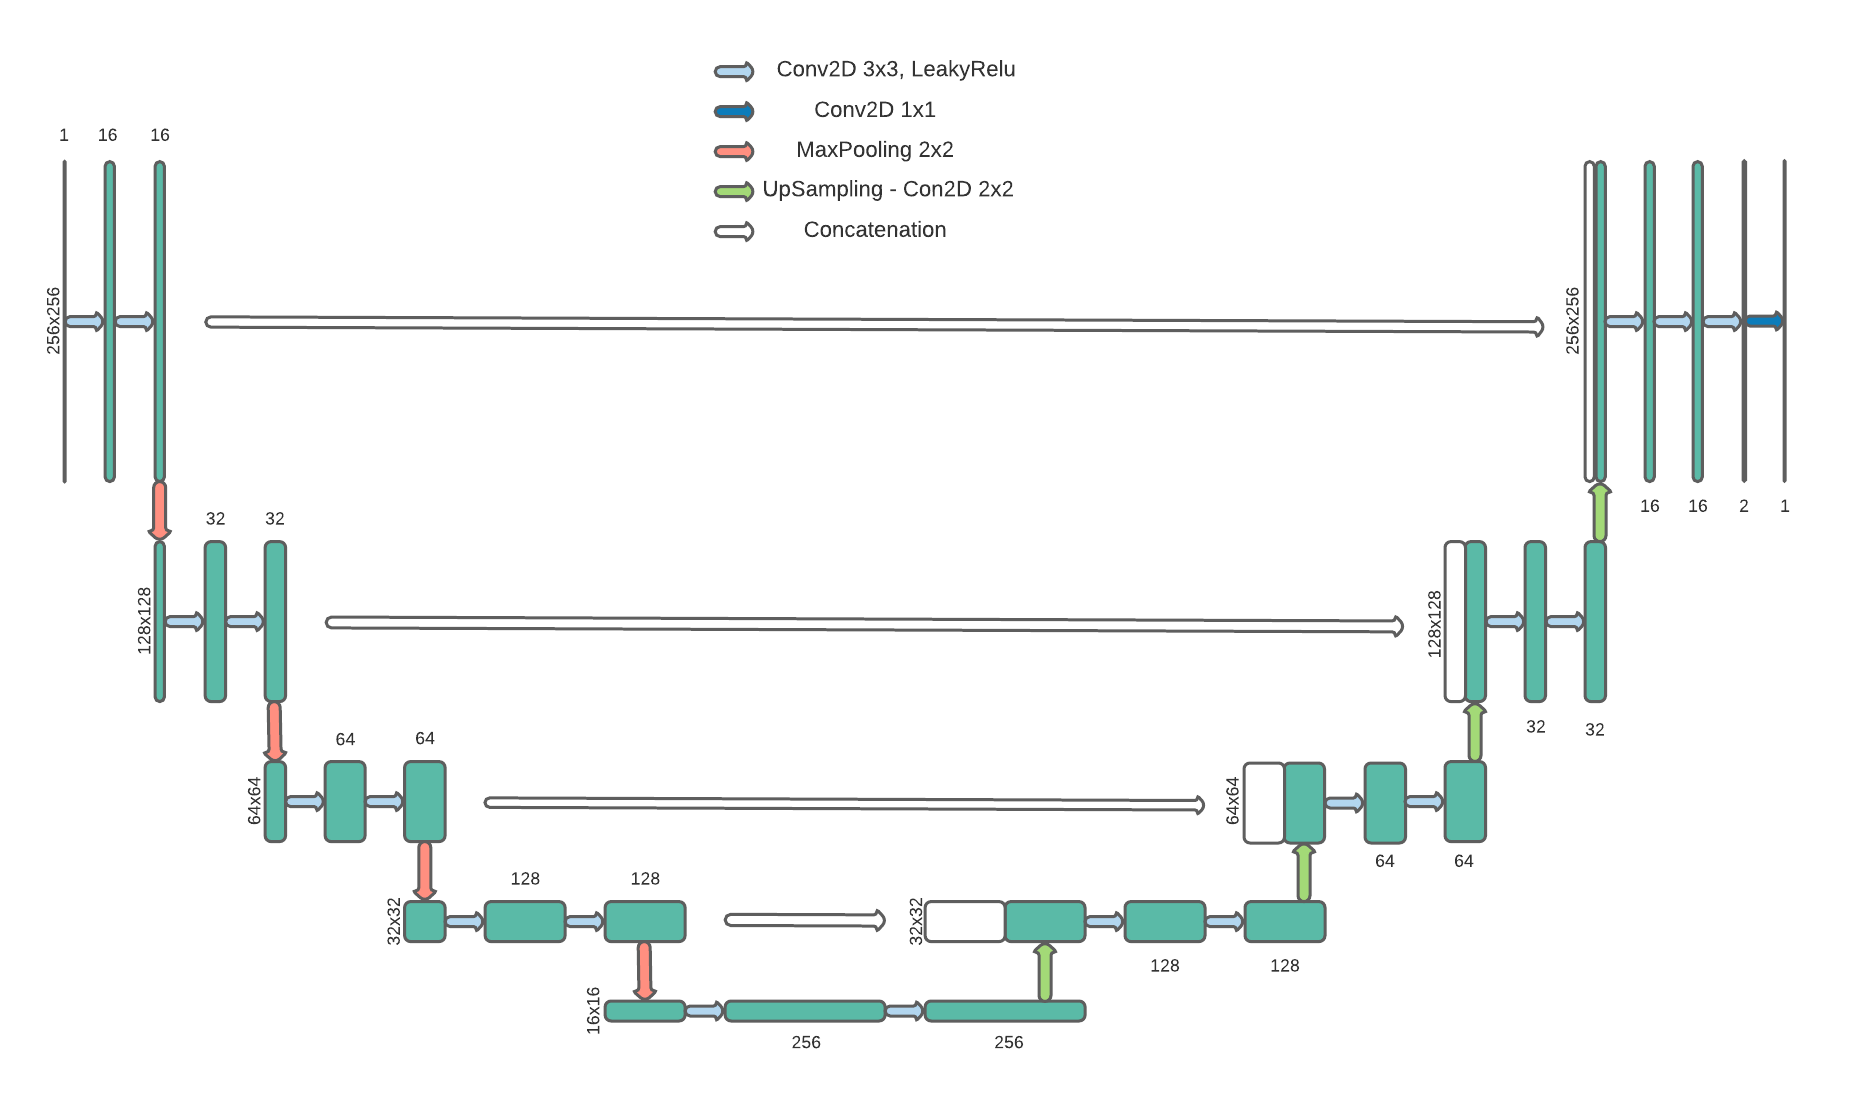 Conv2D 3x3, LeakyRelu
Conv2D 1x1
MaxPooling 2x2
UpSampling - Con2D 2x2
Concatenation
1 16 16
256x256
256x256
16 16 2 1
32 32
128x128
128x128
32 32
64 64
64x64
64x64
64 64
128 128
32x32
32x32
128 128
16x16
256 256